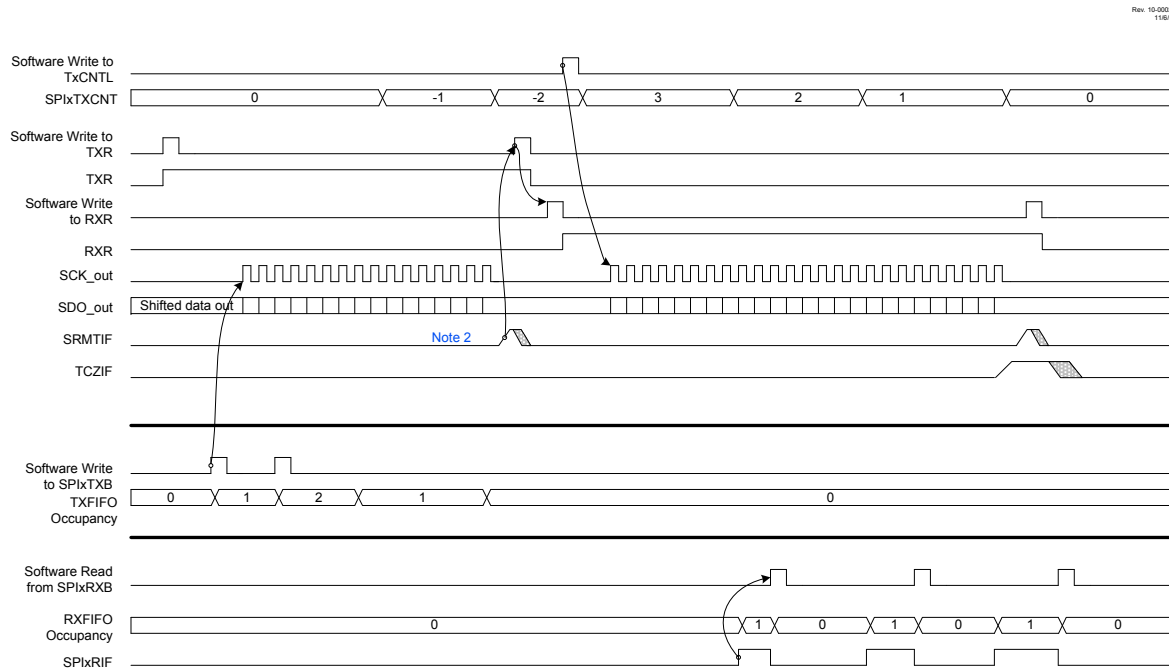 Rev. 10-000
11/6/
Software Write to
TxCNTL
SPIxTXCNT
0 -1 -2 3 2 1 0
Software Write to
TXR
TXR
Software Write
to RXR
RXR
SCK_out
SDO_out
Shifted data out
SRMTIF
Note 2
TCZIF
Software Write
to SPIxTXB
TXFIFO
Occupancy
0 1 2 1 0
Software Read
from SPIxRXB
RXFIFO
Occupancy
0 1 0 1 0 1 0
SPIxRIF